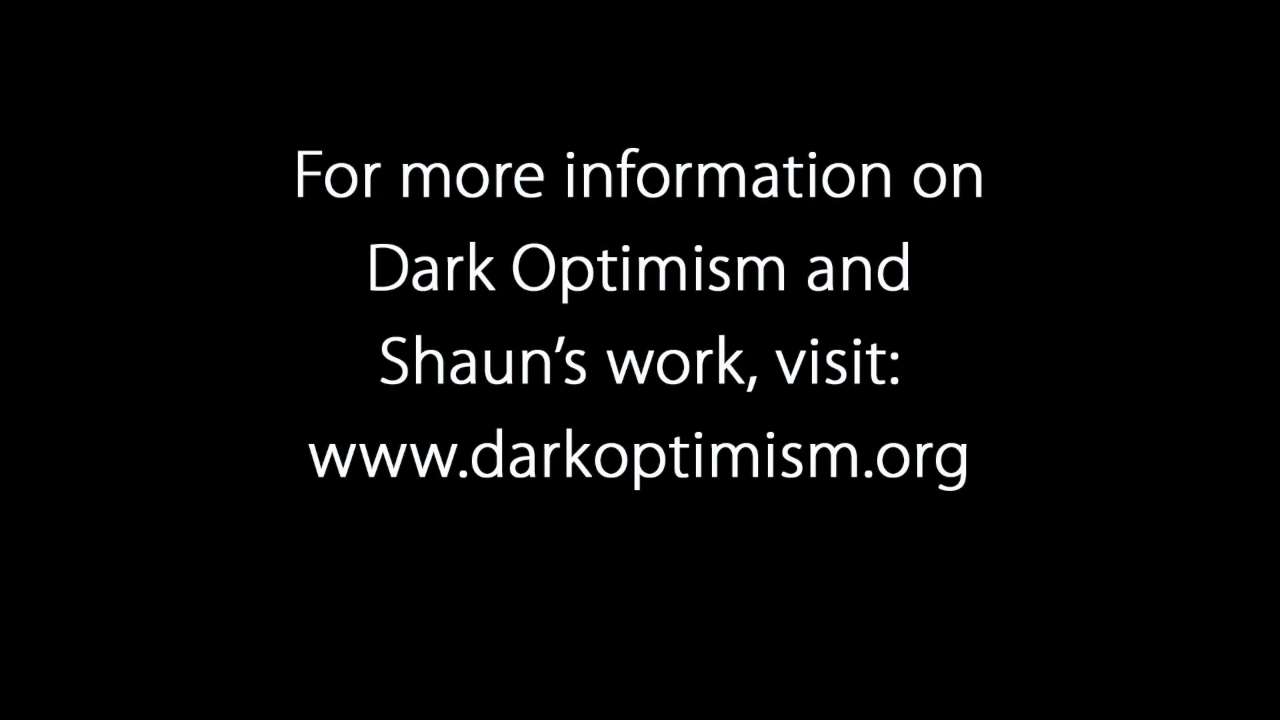 For more information on
Dark Optimism and
Shaun’s work, visit:
www.darkoptimism.org